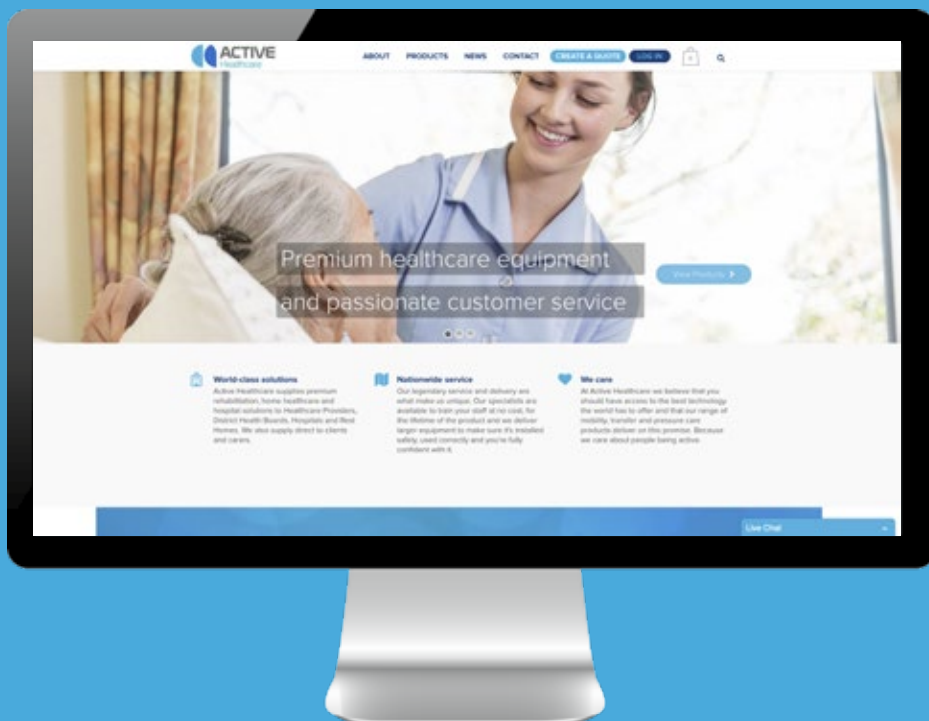 ACTIVE
Healthcare
ABOUT PRODUCTS NEWS CONTACT CREATE A QUOTE LOG IN
Premium healthcare equipment
and passionate customer service
View Products
World-class solutions
Active Healthcare supplies premium
rehabilitation, home healthcare and
hospital solutions to Healthcare Providers,
District Health Boards, Hospitals and Rest
Homes. We also supply direct to clients
and carers.
Nationwide service
Our legendary service and delivery are
what make us unique. Our specialists are
available to train your staff at no cost, for
the lifetime of the product and we deliver
larger equipment to make sure it's installed
safely, used correctly and you're fully
confident with it.
We care
At Active Healthcare we believe that you
should have access to the best technology
the world has to offer and that our range of
mobility, transfer and pressure care
products deliver on this promise. Because
we care about people being active.
Live Chat